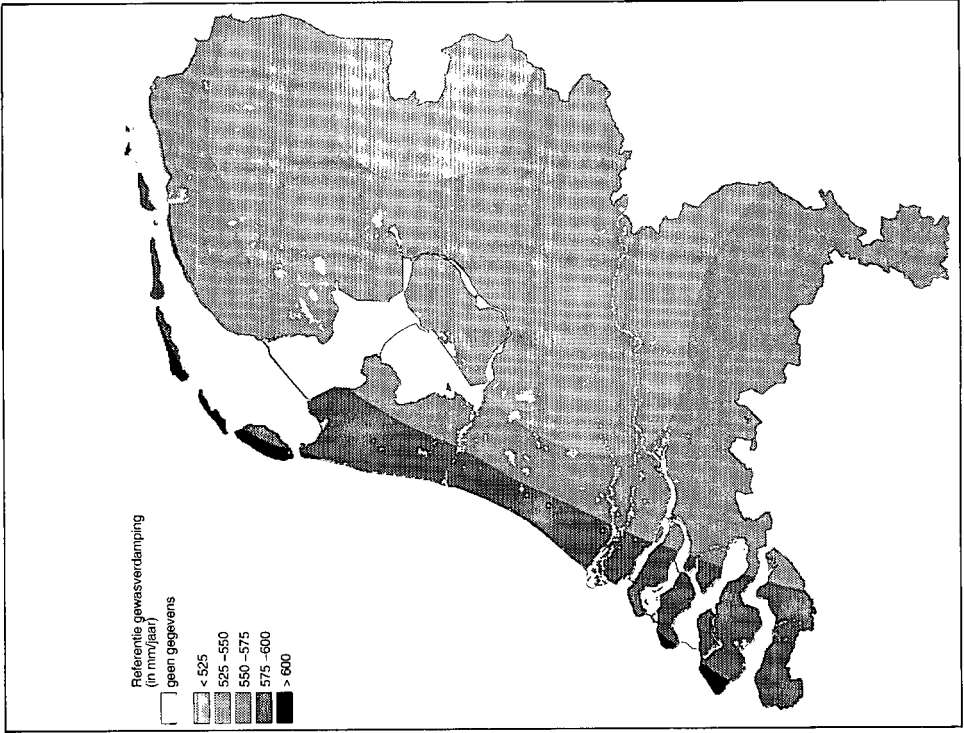 Referentie gewasverdamping
(in mm/jaar)
geen gegevens
< 525
525 –550
550 –575
575 –600
> 600